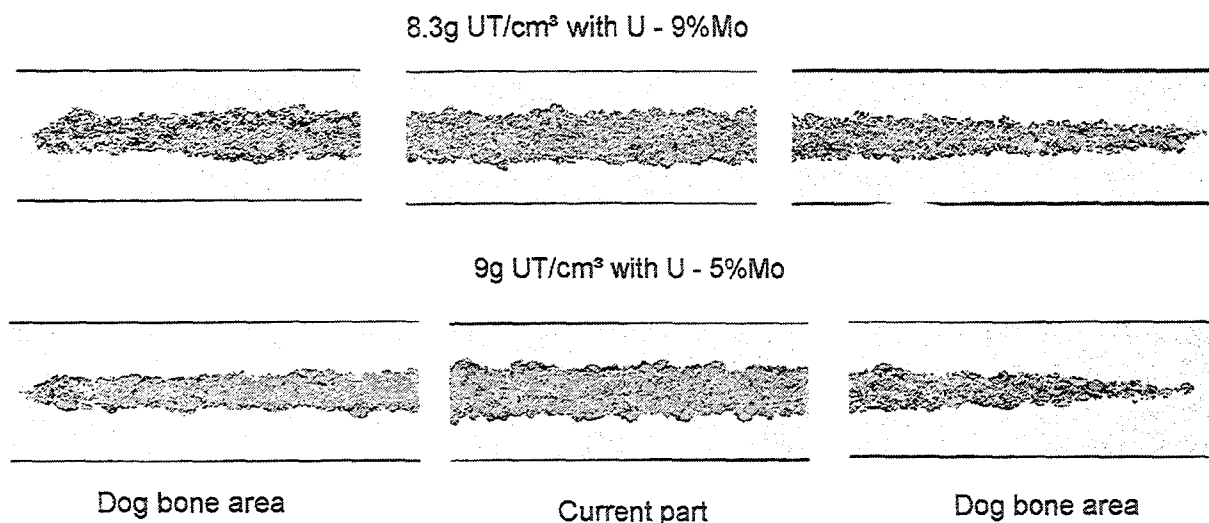 8.3g UT/cm³ with U - 9%Mo
9g UT/cm³ with U - 5%Mo
Dog bone area
Current part
Dog bone area